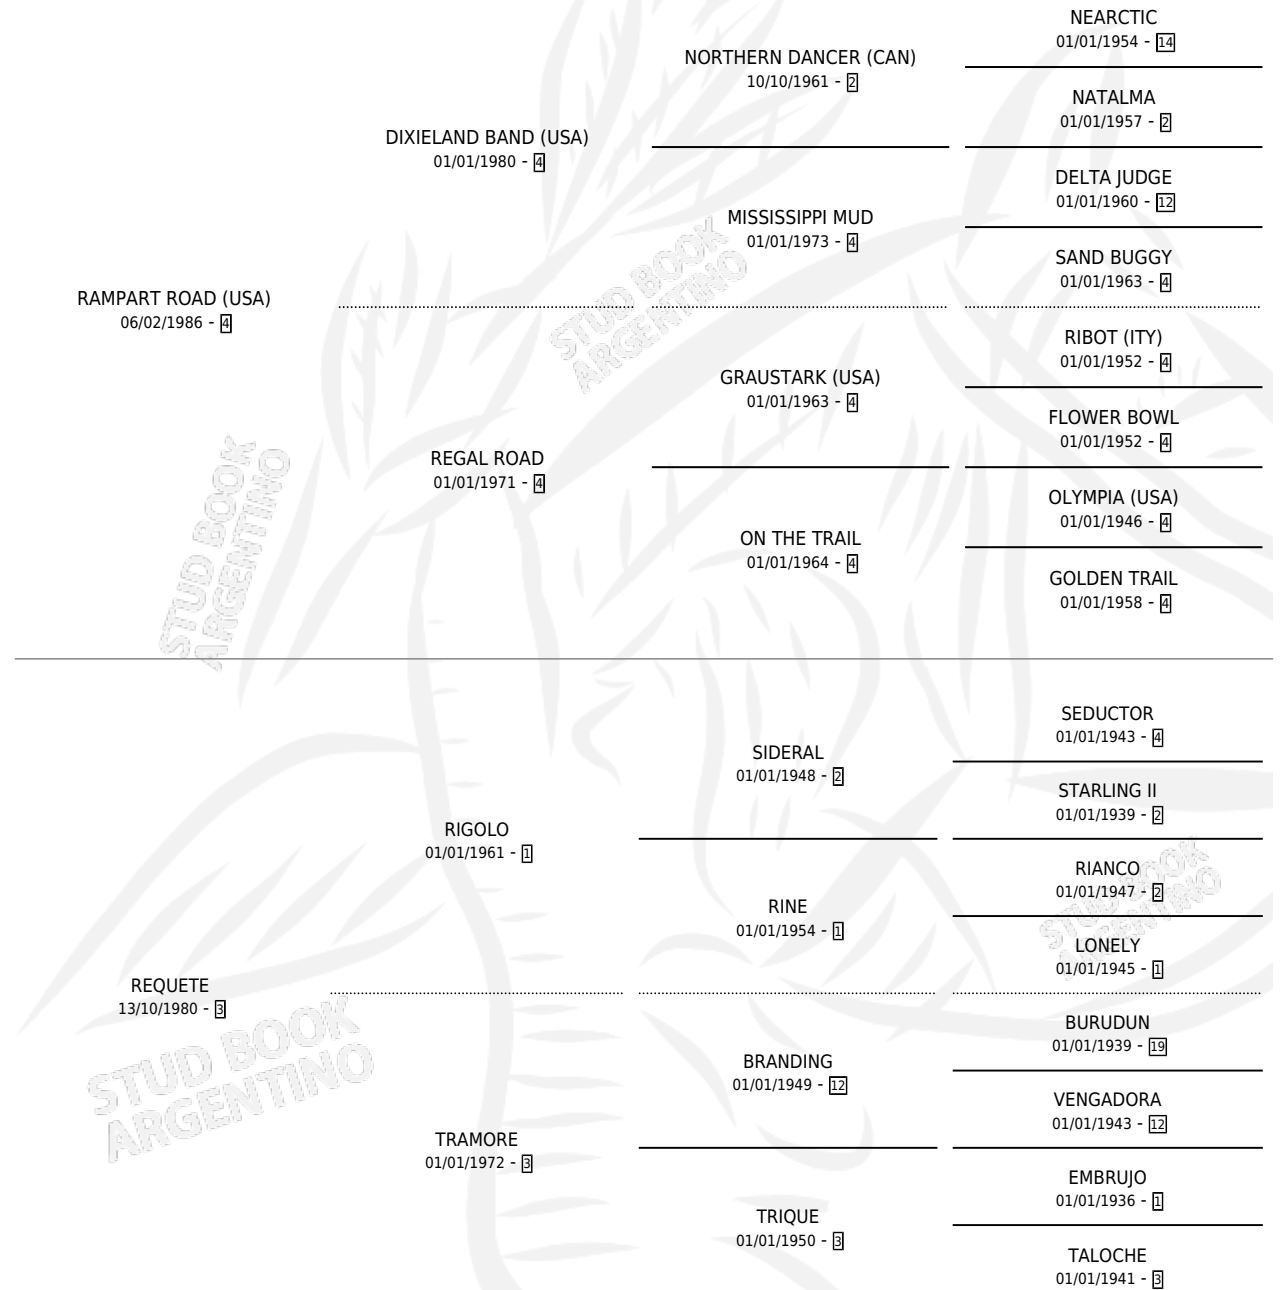 NEARCTIC
01/01/1954 - 14
NORTHERN DANCER (CAN)
10/10/1961 - 2
NATALMA
01/01/1957 - 2
DIXIELAND BAND (USA)
01/01/1980 - 4
DELTA JUDGE
01/01/1960 - 12
MISSISSIPPI MUD
01/01/1973 - 4
SAND BUGGY
01/01/1963 - 4
RAMPART ROAD (USA)
06/02/1986 - 4
RIBOT (ITY)
01/01/1952 - 4
GRAUSTARK (USA)
01/01/1963 - 4
FLOWER BOWL
01/01/1952 - 4
REGAL ROAD
01/01/1971 - 4
OLYMPIA (USA)
01/01/1946 - 4
ON THE TRAIL
01/01/1964 - 4
GOLDEN TRAIL
01/01/1958 - 4
STUD BOOK
ARGENTINO
STUD BOOK
ARGENTINO
SEDUCTOR
01/01/1943 - 4
SIDERAL
01/01/1948 - 2
STARLING II
01/01/1939 - 2
RIGOLO
01/01/1961 - 1
RIANCO
01/01/1947 - 2
RINE
01/01/1954 - 1
LONELY
01/01/1945 - 1
REQUETE
13/10/1980 - 3
BURUDUN
01/01/1939 - 19
BRANDING
01/01/1949 - 12
VENGADORA
01/01/1943 - 12
TRAMORE
01/01/1972 - 3
EMBRUJO
01/01/1936 - 1
TRIQUE
01/01/1950 - 3
TALOCHE
01/01/1941 - 3
STUD BOOK
ARGENTINO
STUD BOOK
ARGENTINO